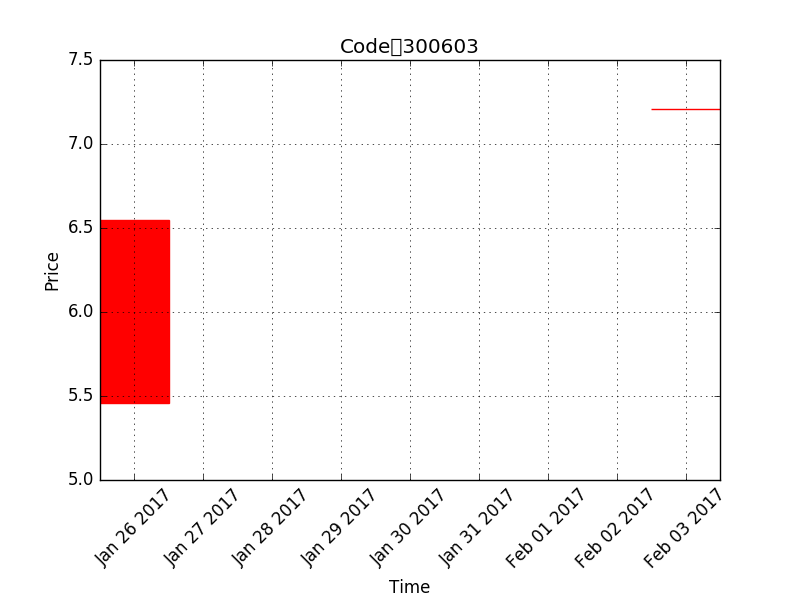 Code▯300603
7.5
7.0
6.5
6.0
5.5
5.0
Price
Jan 26 2017
Jan 27 2017
Jan 28 2017
Jan 29 2017
Jan 30 2017
Jan 31 2017
Feb 01 2017
Feb 02 2017
Feb 03 2017
Time